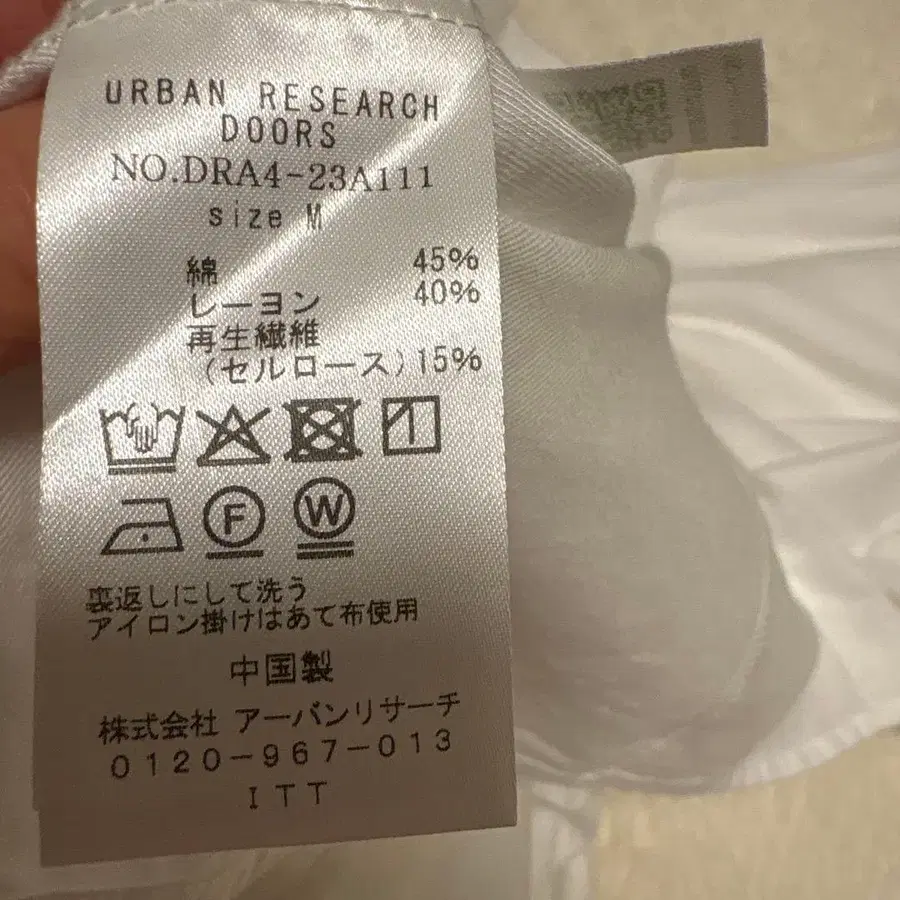 URBAN RESEARCH
DOORS
NO.DRA4-23A111
size M
綿 45%
レーヨン 40%
再生繊維
(セルロース)15%
F W
裏返しにして洗う
アイロン掛けはあて布使用
中国製
株式会社 アーバンリサーチ
0120-967-013
ITT